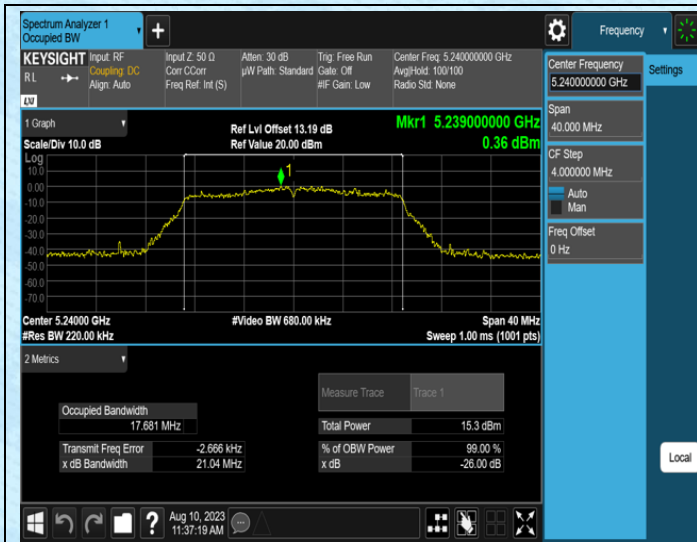 Spectrum Analyzer 1
Occupied BW
Frequency
KEYSIGHT
Input: RF
Coupling: DC
Align: Auto
Input Z: 50 Ω
Corr CCorr
Freq Ref: Int (S)
Atten: 30 dB
µW Path: Standard
Trig: Free Run
Gate: Off
#IF Gain: Low
Center Freq: 5.240000000 GHz
Avg|Hold: 100/100
Radio Std: None
R L
LXI
Center Frequency
5.240000000 GHz
Settings
Span
40.000 MHz
CF Step
4.000000 MHz
Auto
Man
Freq Offset
0 Hz
Local
1 Graph
Scale/Div 10.0 dB
Ref Lvl Offset 13.19 dB
Ref Value 20.00 dBm
Mkr1 5.239000000 GHz
0.36 dBm
Log
10.0
0.00
-10.0
-20.0
-30.0
-40.0
-50.0
-60.0
-70.0
1
Center 5.24000 GHz
#Res BW 220.00 kHz
#Video BW 680.00 kHz
Span 40 MHz
Sweep 1.00 ms (1001 pts)
2 Metrics
Measure Trace Trace 1
Occupied Bandwidth
17.681 MHz
Total Power 15.3 dBm
Transmit Freq Error -2.666 kHz
% of OBW Power 99.00 %
x dB Bandwidth 21.04 MHz
x dB -26.00 dB
Aug 10, 2023
11:37:19 AM